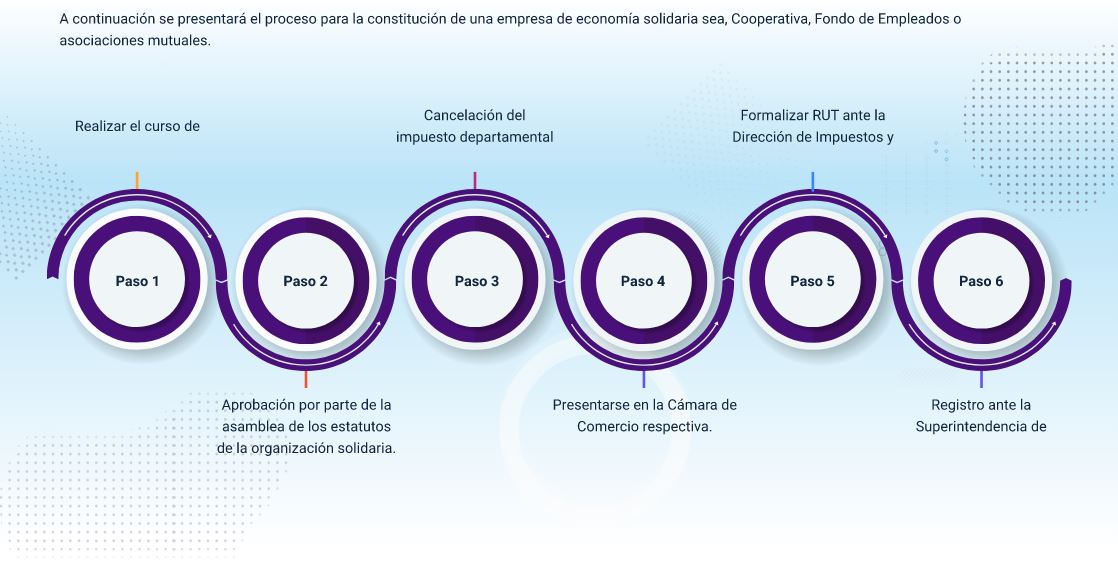 A continuación se presentará el proceso para la constitución de una empresa de economía solidaria sea, Cooperativa, Fondo de Empleados o
asociaciones mutuales.
Realizar el curso de
Cancelación del
impuesto departamental
Formalizar RUT ante la
Dirección de Impuestos y
Paso 1
Paso 2
Paso 3
Paso 4
Paso 5
Paso 6
Aprobación por parte de la
asamblea de los estatutos
de la organización solidaria.
Presentarse en la Cámara de
Comercio respectiva.
Registro ante la
Superintendencia de